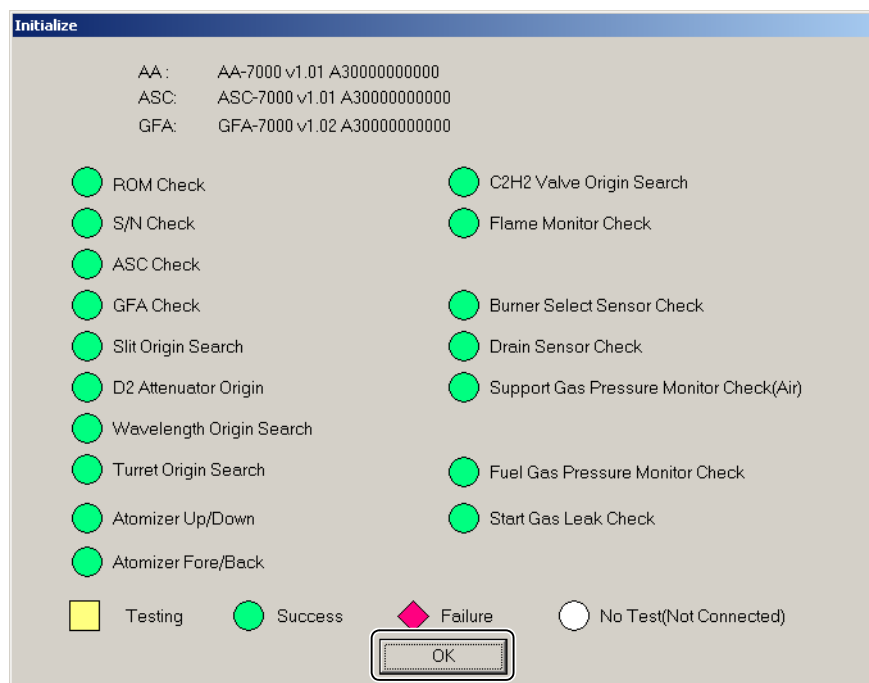 Initialize
AA : AA-7000 v1.01 A30000000000
ASC: ASC-7000 v1.01 A30000000000
GFA: GFA-7000 v1.02 A30000000000
ROM Check
S/N Check
ASC Check
GFA Check
Slit Origin Search
D2 Attenuator Origin
Wavelength Origin Search
Turret Origin Search
Atomizer Up/Down
Atomizer Fore/Back
C2H2 Valve Origin Search
Flame Monitor Check
Burner Select Sensor Check
Drain Sensor Check
Support Gas Pressure Monitor Check(Air)
Fuel Gas Pressure Monitor Check
Start Gas Leak Check
Testing Success Failure No Test(Not Connected)
OK